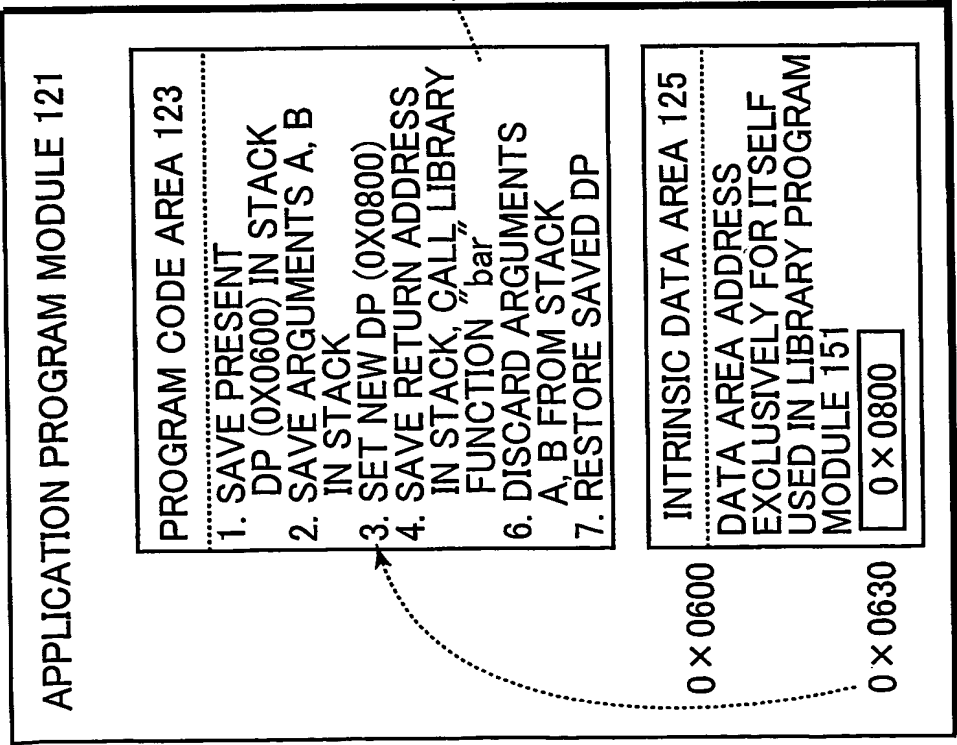 APPLICATION PROGRAM MODULE 121
PROGRAM CODE AREA 123
1. SAVE PRESENT
DP (0X0600) IN STACK
2. SAVE ARGUMENTS A, B
IN STACK
3. SET NEW DP (0X0800)
4. SAVE RETURN ADDRESS
IN STACK, CALL LIBRARY
FUNCTION "bar"
6. DISCARD ARGUMENTS
A, B FROM STACK
7. RESTORE SAVED DP
INTRINSIC DATA AREA 125
0×0600
DATA AREA ADDRESS
EXCLUSIVELY FOR ITSELF
USED IN LIBRARY PROGRAM
MODULE 151
0×0630
0×0800